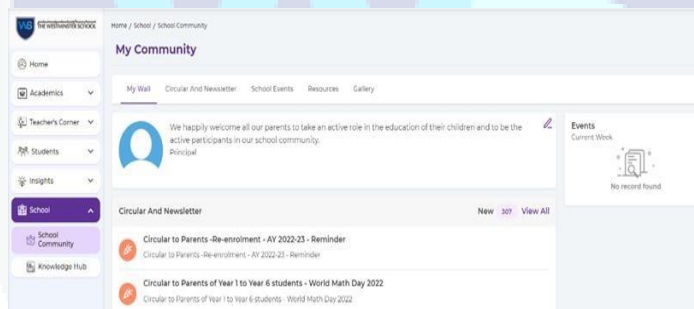 WS
THE WESTMINSTER SCHOOL
Home / School / School Community
My Community
Home
Academics
Teacher's Corner
Students
Insights
School
School
Community
Knowledge Hub
My Wall
Circular And Newsletter
School Events
Resources
Gallery
We happily welcome all our parents to take an active role in the education of their children and to be the
active participants in our school community.
Principal
Events
Current Week
No record found
Circular And Newsletter
New 307 View All
Circular to Parents -Re-enrolment - AY 2022-23 - Reminder
Circular to Parents -Re-enrolment - AY 2022-23 - Reminder
Circular to Parents of Year 1 to Year 6 students - World Math Day 2022
Circular to Parents of Year 1 to Year 6 students - World Math Day 2022